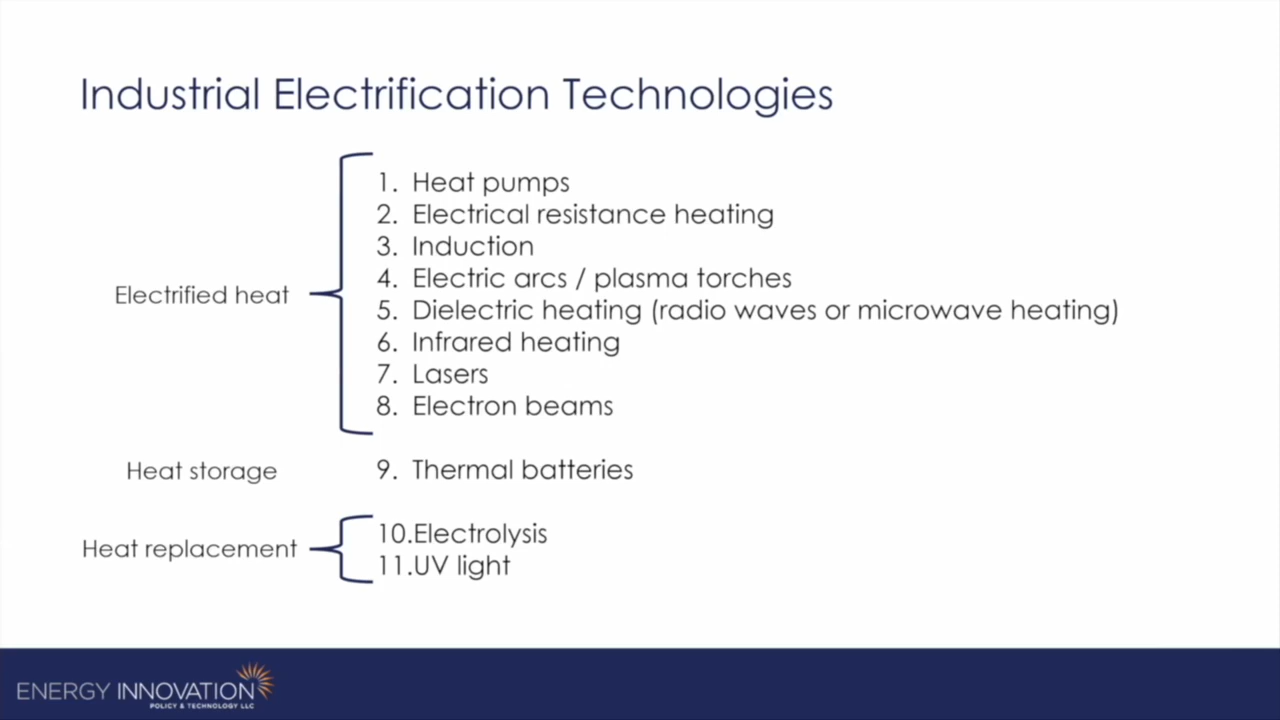 Industrial Electrification Technologies
Electrified heat
1. Heat pumps
2. Electrical resistance heating
3. Induction
4. Electric arcs / plasma torches
5. Dielectric heating (radio waves or microwave heating)
6. Infrared heating
7. Lasers
8. Electron beams
Heat storage
9. Thermal batteries
Heat replacement
10.Electrolysis
11.UV light
ENERGY INNOVATION
POLICY & TECHNOLOGY LLC